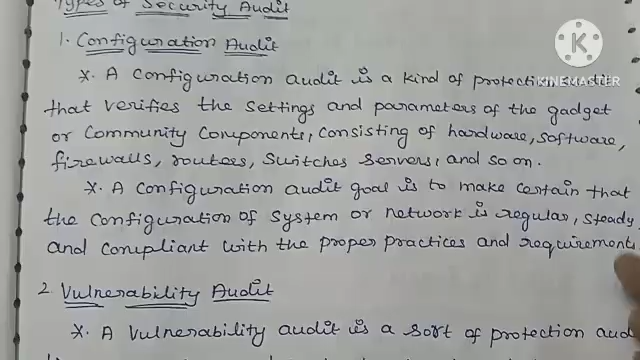 Types of Security Audit
1. Configuration Audit
X. A configuration audit is a kind of protection
that verifies the settings and parameters of the gadget
or community components, consisting of hardware, software,
firewalls, routers, switches servers, and so on.
X. A configuration audit goal is to make certain that
the configuration of system or network is regular, steady,
and compliant with the proper practices and requirements
2. Vulnerability Audit
X. A vulnerability audit is a sort of protection aud
K
KINEMASTER